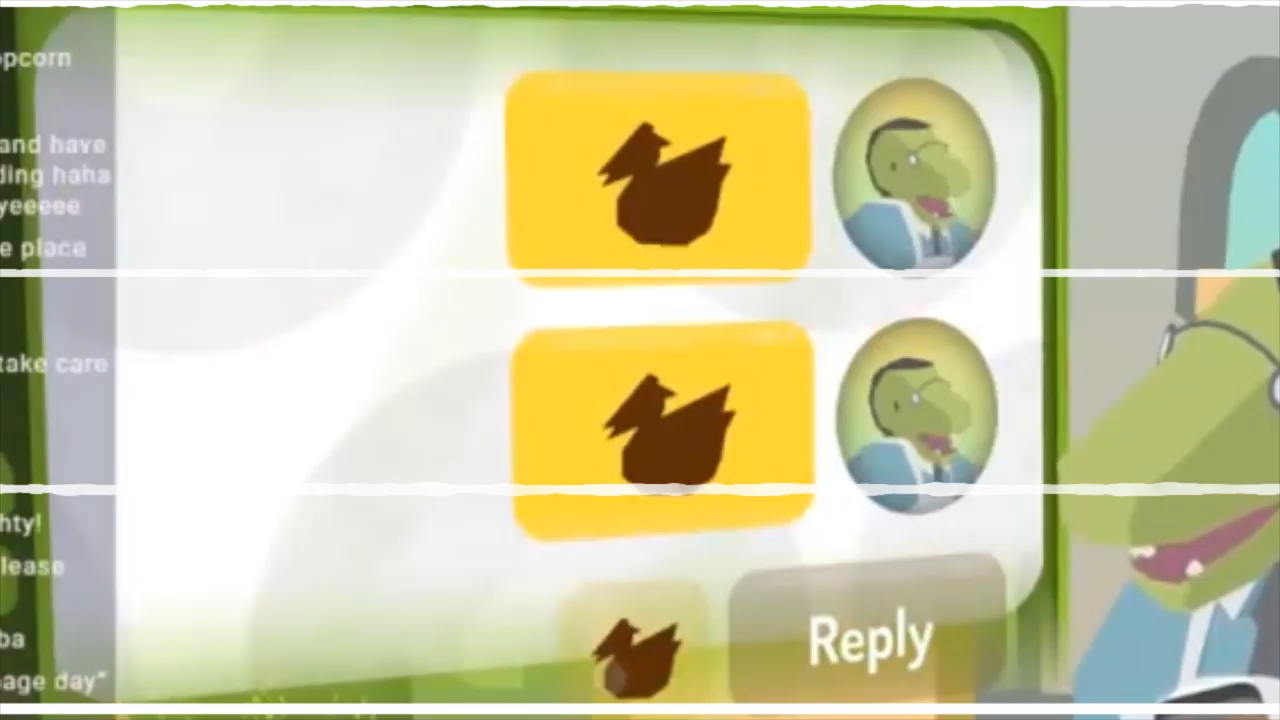 opcorn
and have
ding haha
yeeeee
e place
take care
hty!
lease
ba
age day"
Reply